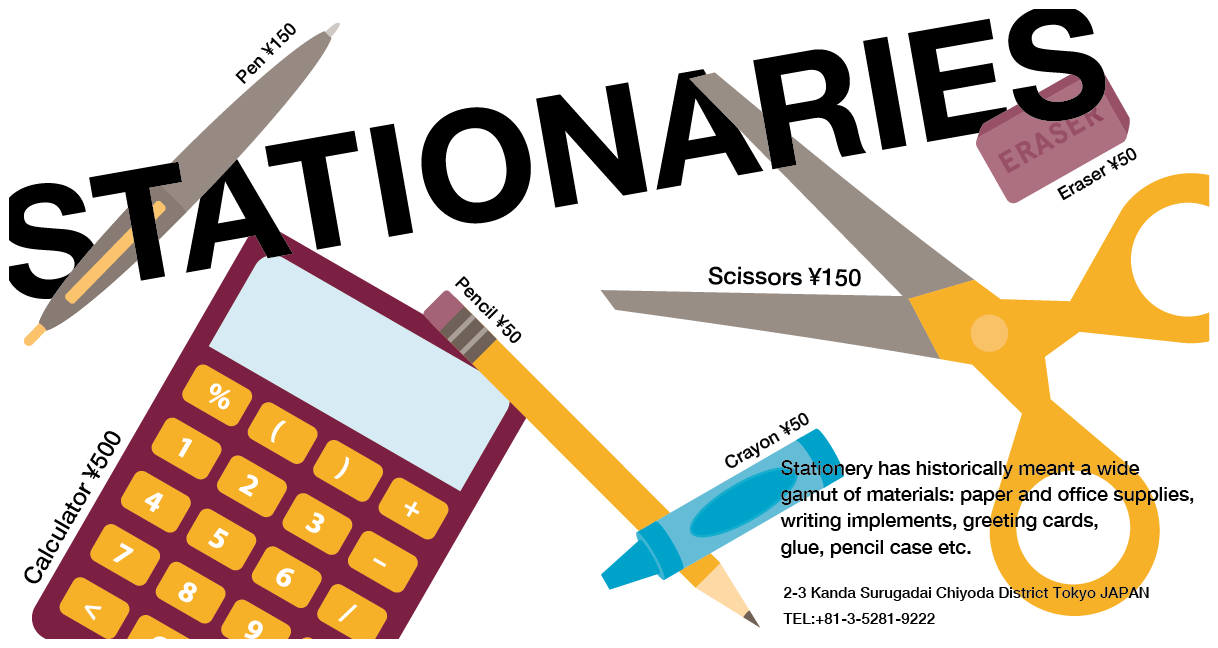 Pen ¥150
STATIONARIES
ERASER
Eraser ¥50
Scissors ¥150
Pencil ¥50
Calculator ¥500
% ( ) +
1 2 3 −
4 5 6 /
7 8 9
<
Crayon ¥50
Stationery has historically meant a wide
gamut of materials: paper and office supplies,
writing implements, greeting cards,
glue, pencil case etc.
2-3 Kanda Surugadai Chiyoda District Tokyo JAPAN
TEL:+81-3-5281-9222